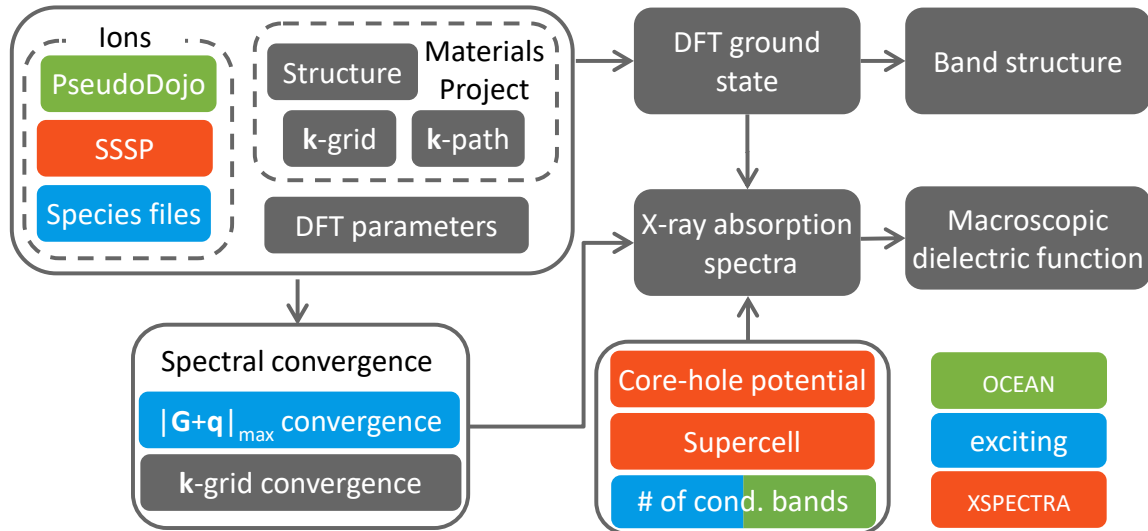 Ions
PseudoDojo
SSSP
Species files
Materials
Project
Structure
k-grid
k-path
DFT parameters
DFT ground
state
Band structure
X-ray absorption
spectra
Macroscopic
dielectric function
Spectral convergence
|G+q|max convergence
k-grid convergence
Core-hole potential
Supercell
# of cond. bands
OCEAN
exciting
XSPECTRA